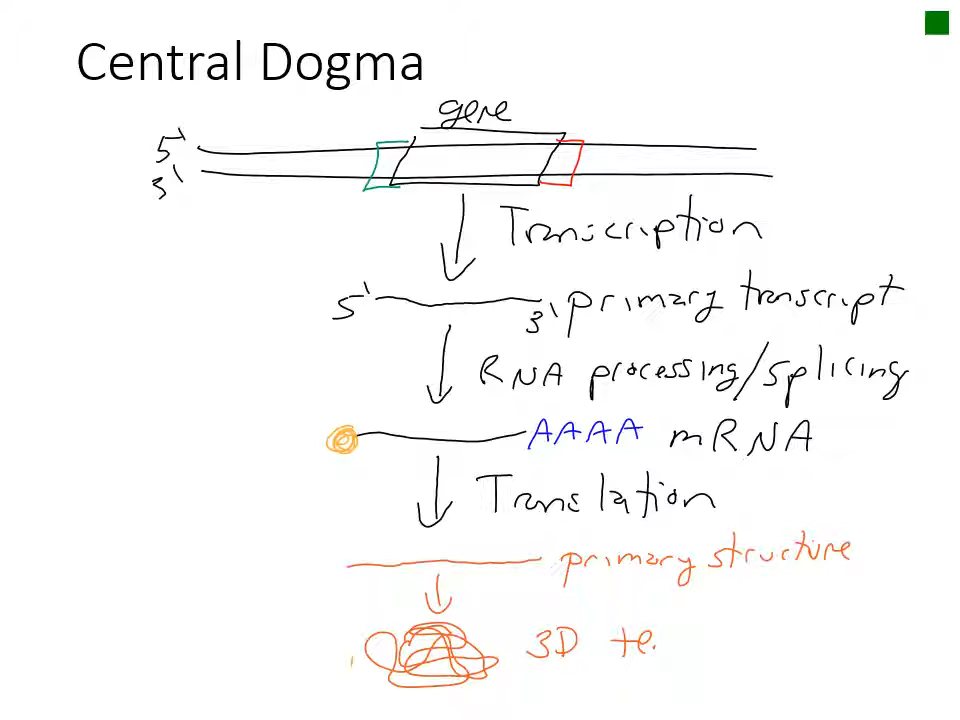 Central Dogma
gene
5'
3'
Transcription
5' 3' primary transcript
RNA processing/splicing
AAAA mRNA
Translation
primary structure
3D te.